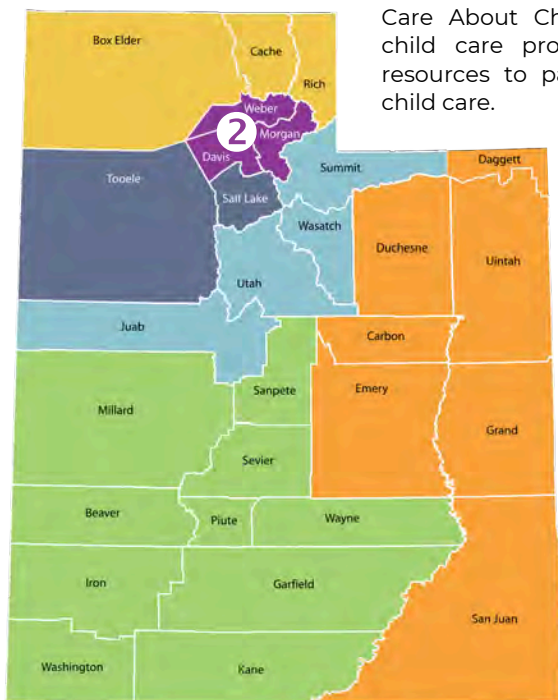 Care About Ch
child care pro
resources to pa
child care.
Box Elder
Cache
Rich
Weber
2
Morgan
Davis
Summit
Daggett
Tooele
Salt Lake
Wasatch
Duchesne
Uintah
Utah
Juab
Carbon
Sanpete
Emery
Millard
Grand
Sevier
Beaver
Piute
Wayne
Iron
Garfield
San Juan
Washington
Kane